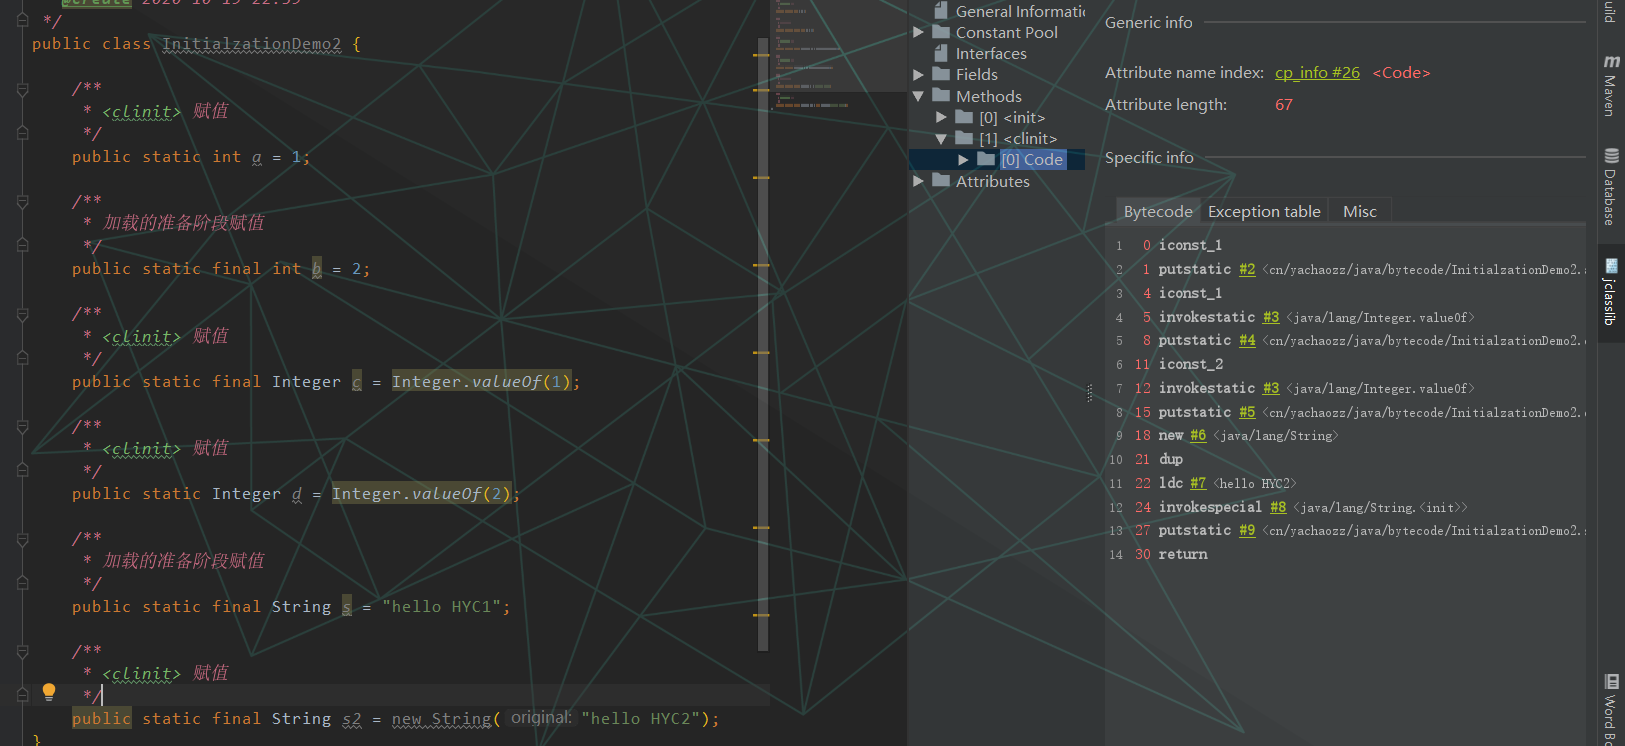 */
public class InitialzationDemo2 {
/**
* <clinit> 赋值
*/
public static int a = 1;
/**
* 加载的准备阶段赋值
*/
public static final int b = 2;
/**
* <clinit> 赋值
*/
public static final Integer c = Integer.valueOf(1);
/**
* <clinit> 赋值
*/
public static Integer d = Integer.valueOf(2);
/**
* 加载的准备阶段赋值
*/
public static final String s = "hello HYC1";
/**
* <clinit> 赋值
*/
public static final String s2 = new String( original: "hello HYC2");
}
General Informati
Constant Pool
Interfaces
Fields
Methods
[0] <init>
[1] <clinit>
[0] Code
Attributes
Generic info
Attribute name index: cp_info #26 <Code>
Attribute length: 67
Specific info
Bytecode Exception table Misc
1 0 iconst_1
2 1 putstatic #2 <cn/yachaozz/java/bytecode/InitialzationDemo2.
3 4 iconst_1
4 5 invokestatic #3 <java/lang/Integer.valueOf>
5 8 putstatic #4 <cn/yachaozz/java/bytecode/InitialzationDemo2.
6 11 iconst_2
7 12 invokestatic #3 <java/lang/Integer.valueOf>
8 15 putstatic #5 <cn/yachaozz/java/bytecode/InitialzationDemo2.
9 18 new #6 <java/lang/String>
10 21 dup
11 22 ldc #7 <hello HYC2>
12 24 invokespecial #8 <java/lang/String.<init>>
13 27 putstatic #9 <cn/yachaozz/java/bytecode/InitialzationDemo2.
14 30 return
uild
Maven
Database
jclasslib
Word Bo